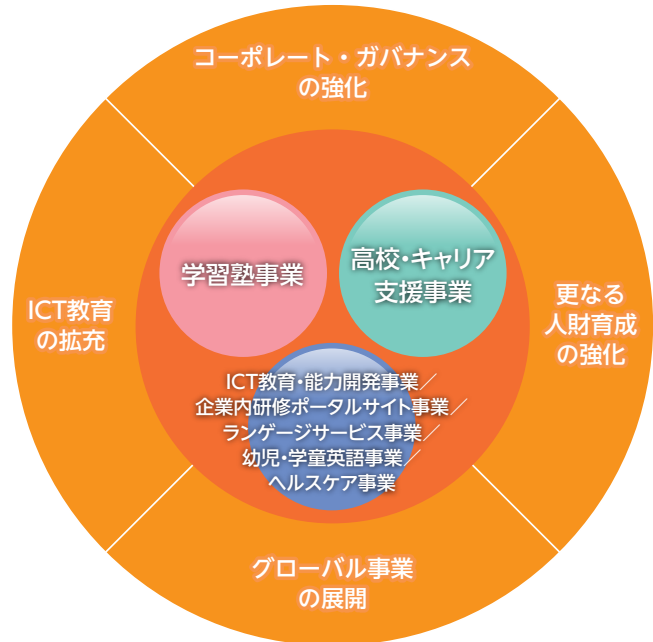 コーポレート・ガバナンス
の強化
学習塾事業
高校・キャリア
支援事業
ICT教育
の拡充
更なる
人財育成
の強化
ICT教育・能力開発事業／
企業内研修ポータルサイト事業／
ランゲージサービス事業／
幼児・学童英語事業／
ヘルスケア事業
グローバル事業
の展開